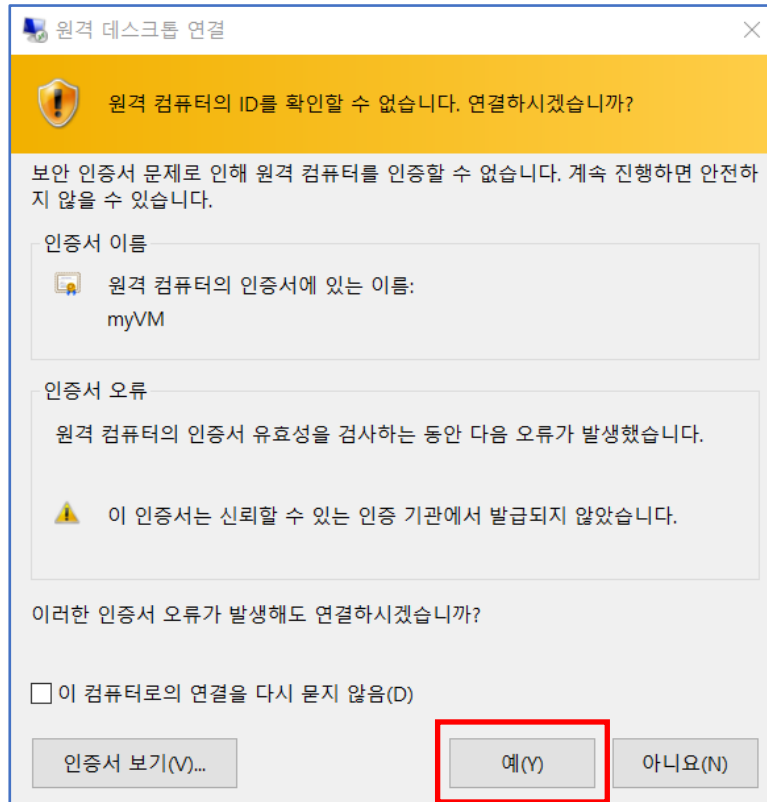 원격 데스크톱 연결
원격 컴퓨터의 ID를 확인할 수 없습니다. 연결하시겠습니까?
보안 인증서 문제로 인해 원격 컴퓨터를 인증할 수 없습니다. 계속 진행하면 안전하
지 않을 수 있습니다.
인증서 이름
원격 컴퓨터의 인증서에 있는 이름:
myVM
인증서 오류
원격 컴퓨터의 인증서 유효성을 검사하는 동안 다음 오류가 발생했습니다.
이 인증서는 신뢰할 수 있는 인증 기관에서 발급되지 않았습니다.
이러한 인증서 오류가 발생해도 연결하시겠습니까?
이 컴퓨터로의 연결을 다시 묻지 않음(D)
인증서 보기(V)...
예(Y)
아니요(N)